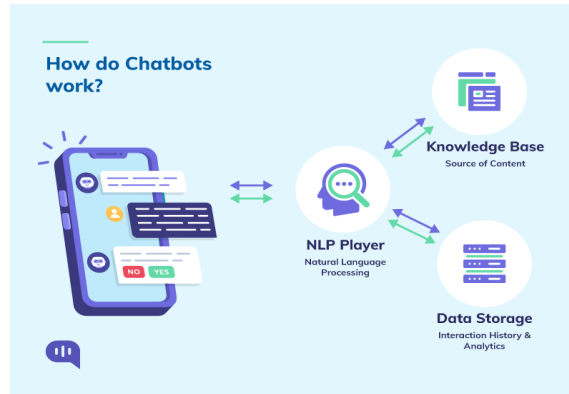 How do Chatbots
work?
NO YES
NLP Player
Natural Language
Processing
Knowledge Base
Source of Content
Data Storage
Interaction History &
Analytics